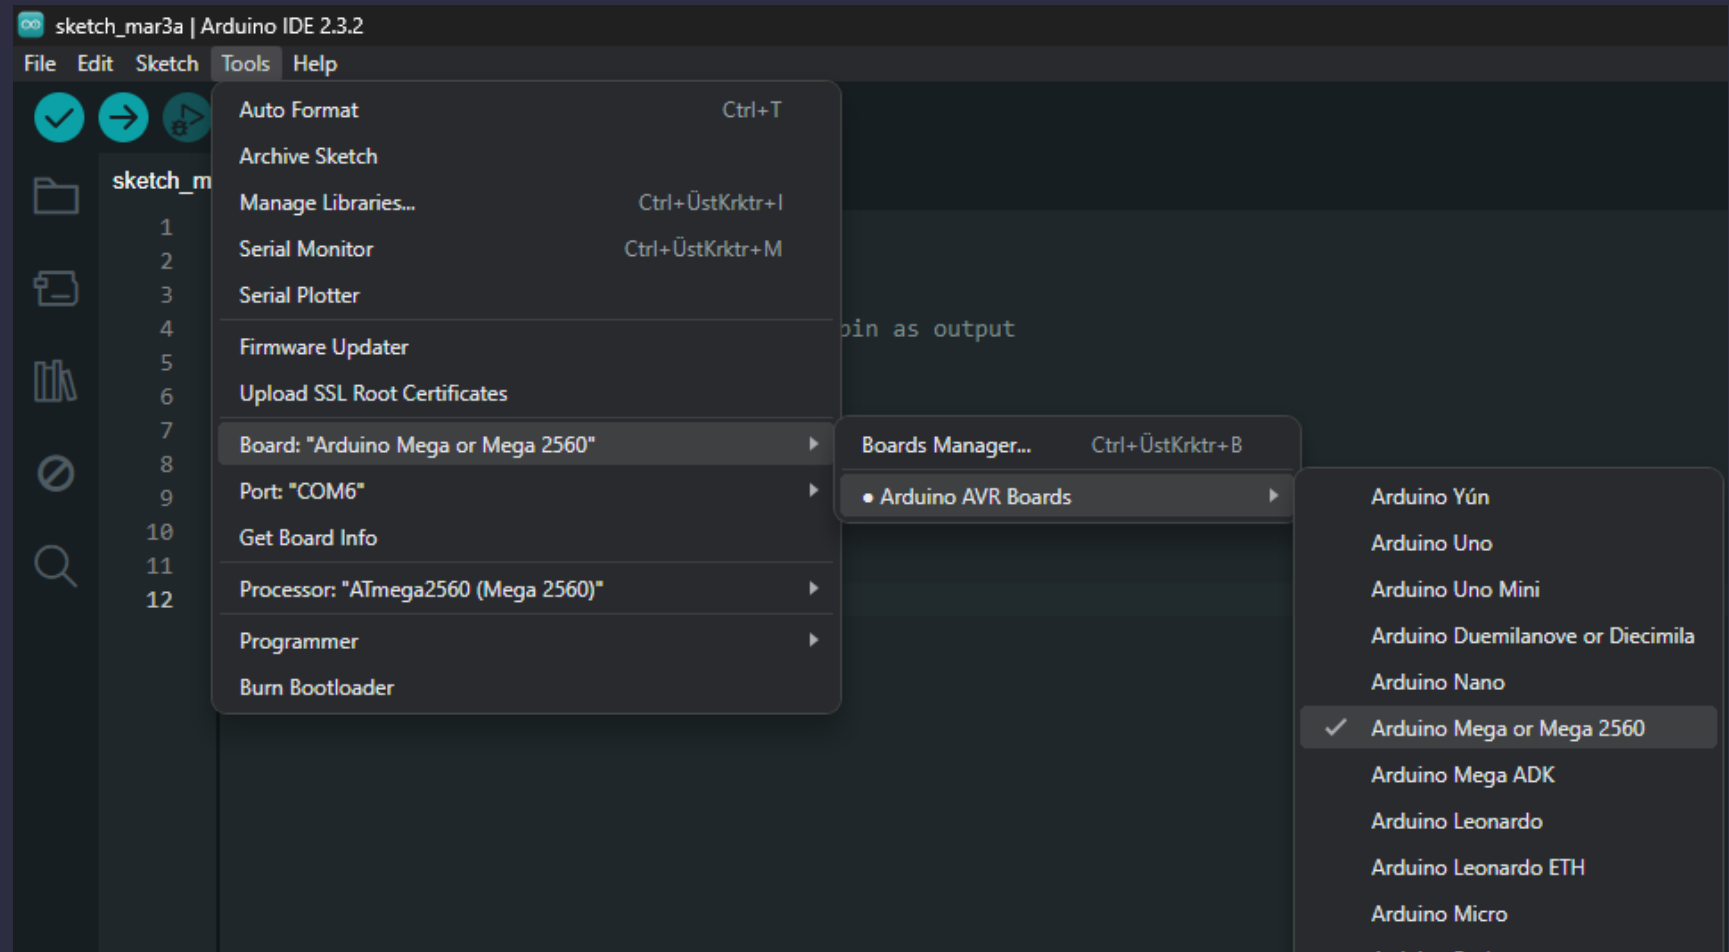 sketch_mar3a | Arduino IDE 2.3.2
File Edit Sketch Tools Help
Auto Format Ctrl+T
Archive Sketch
sketch_m
Manage Libraries... Ctrl+ÜstKrktr+I
Serial Monitor Ctrl+ÜstKrktr+M
Serial Plotter
Firmware Updater
Upload SSL Root Certificates
Board: "Arduino Mega or Mega 2560"
Port: "COM6"
Get Board Info
Processor: "ATmega2560 (Mega 2560)"
Programmer
Burn Bootloader
1
2
3
4
5
6
7
8
9
10
11
12
pin as output
Boards Manager... Ctrl+ÜstKrktr+B
● Arduino AVR Boards
Arduino Yún
Arduino Uno
Arduino Uno Mini
Arduino Duemilanove or Diecimila
Arduino Nano
Arduino Mega or Mega 2560
Arduino Mega ADK
Arduino Leonardo
Arduino Leonardo ETH
Arduino Micro